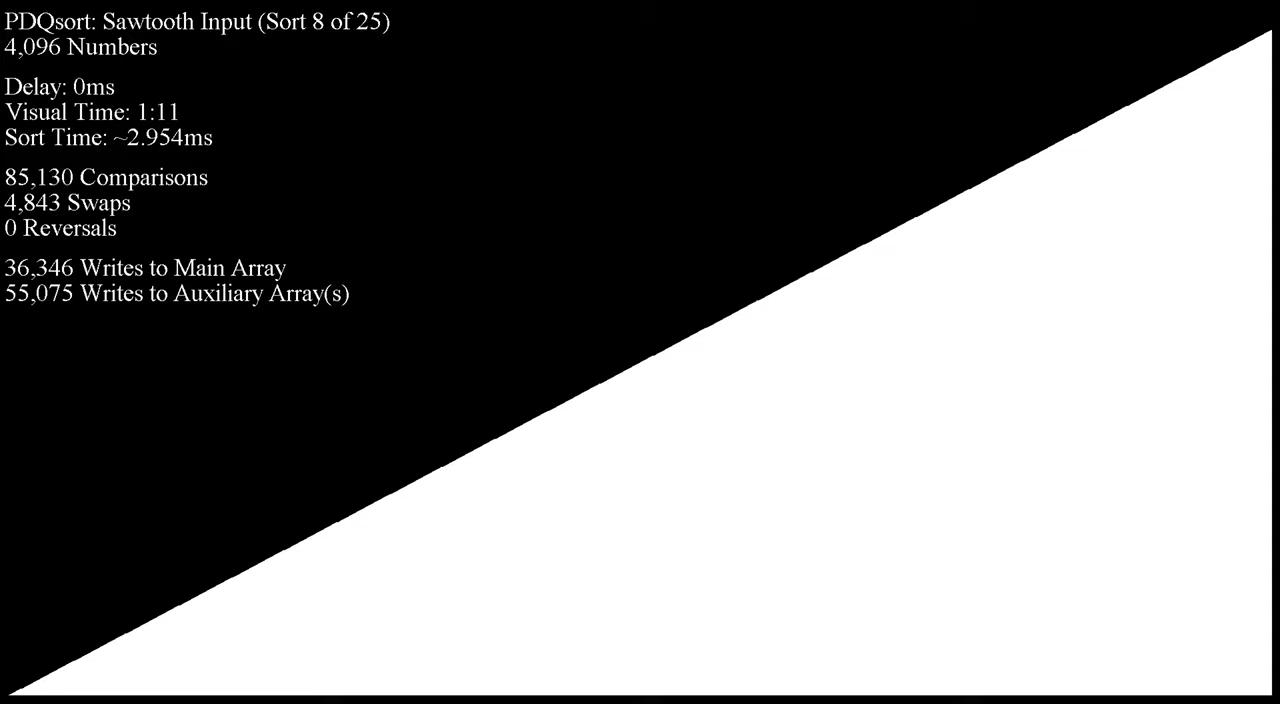 PDQsort: Sawtooth Input (Sort 8 of 25)
4,096 Numbers
Delay: 0ms
Visual Time: 1:11
Sort Time: ~2.954ms
85,130 Comparisons
4,843 Swaps
0 Reversals
36,346 Writes to Main Array
55,075 Writes to Auxiliary Array(s)